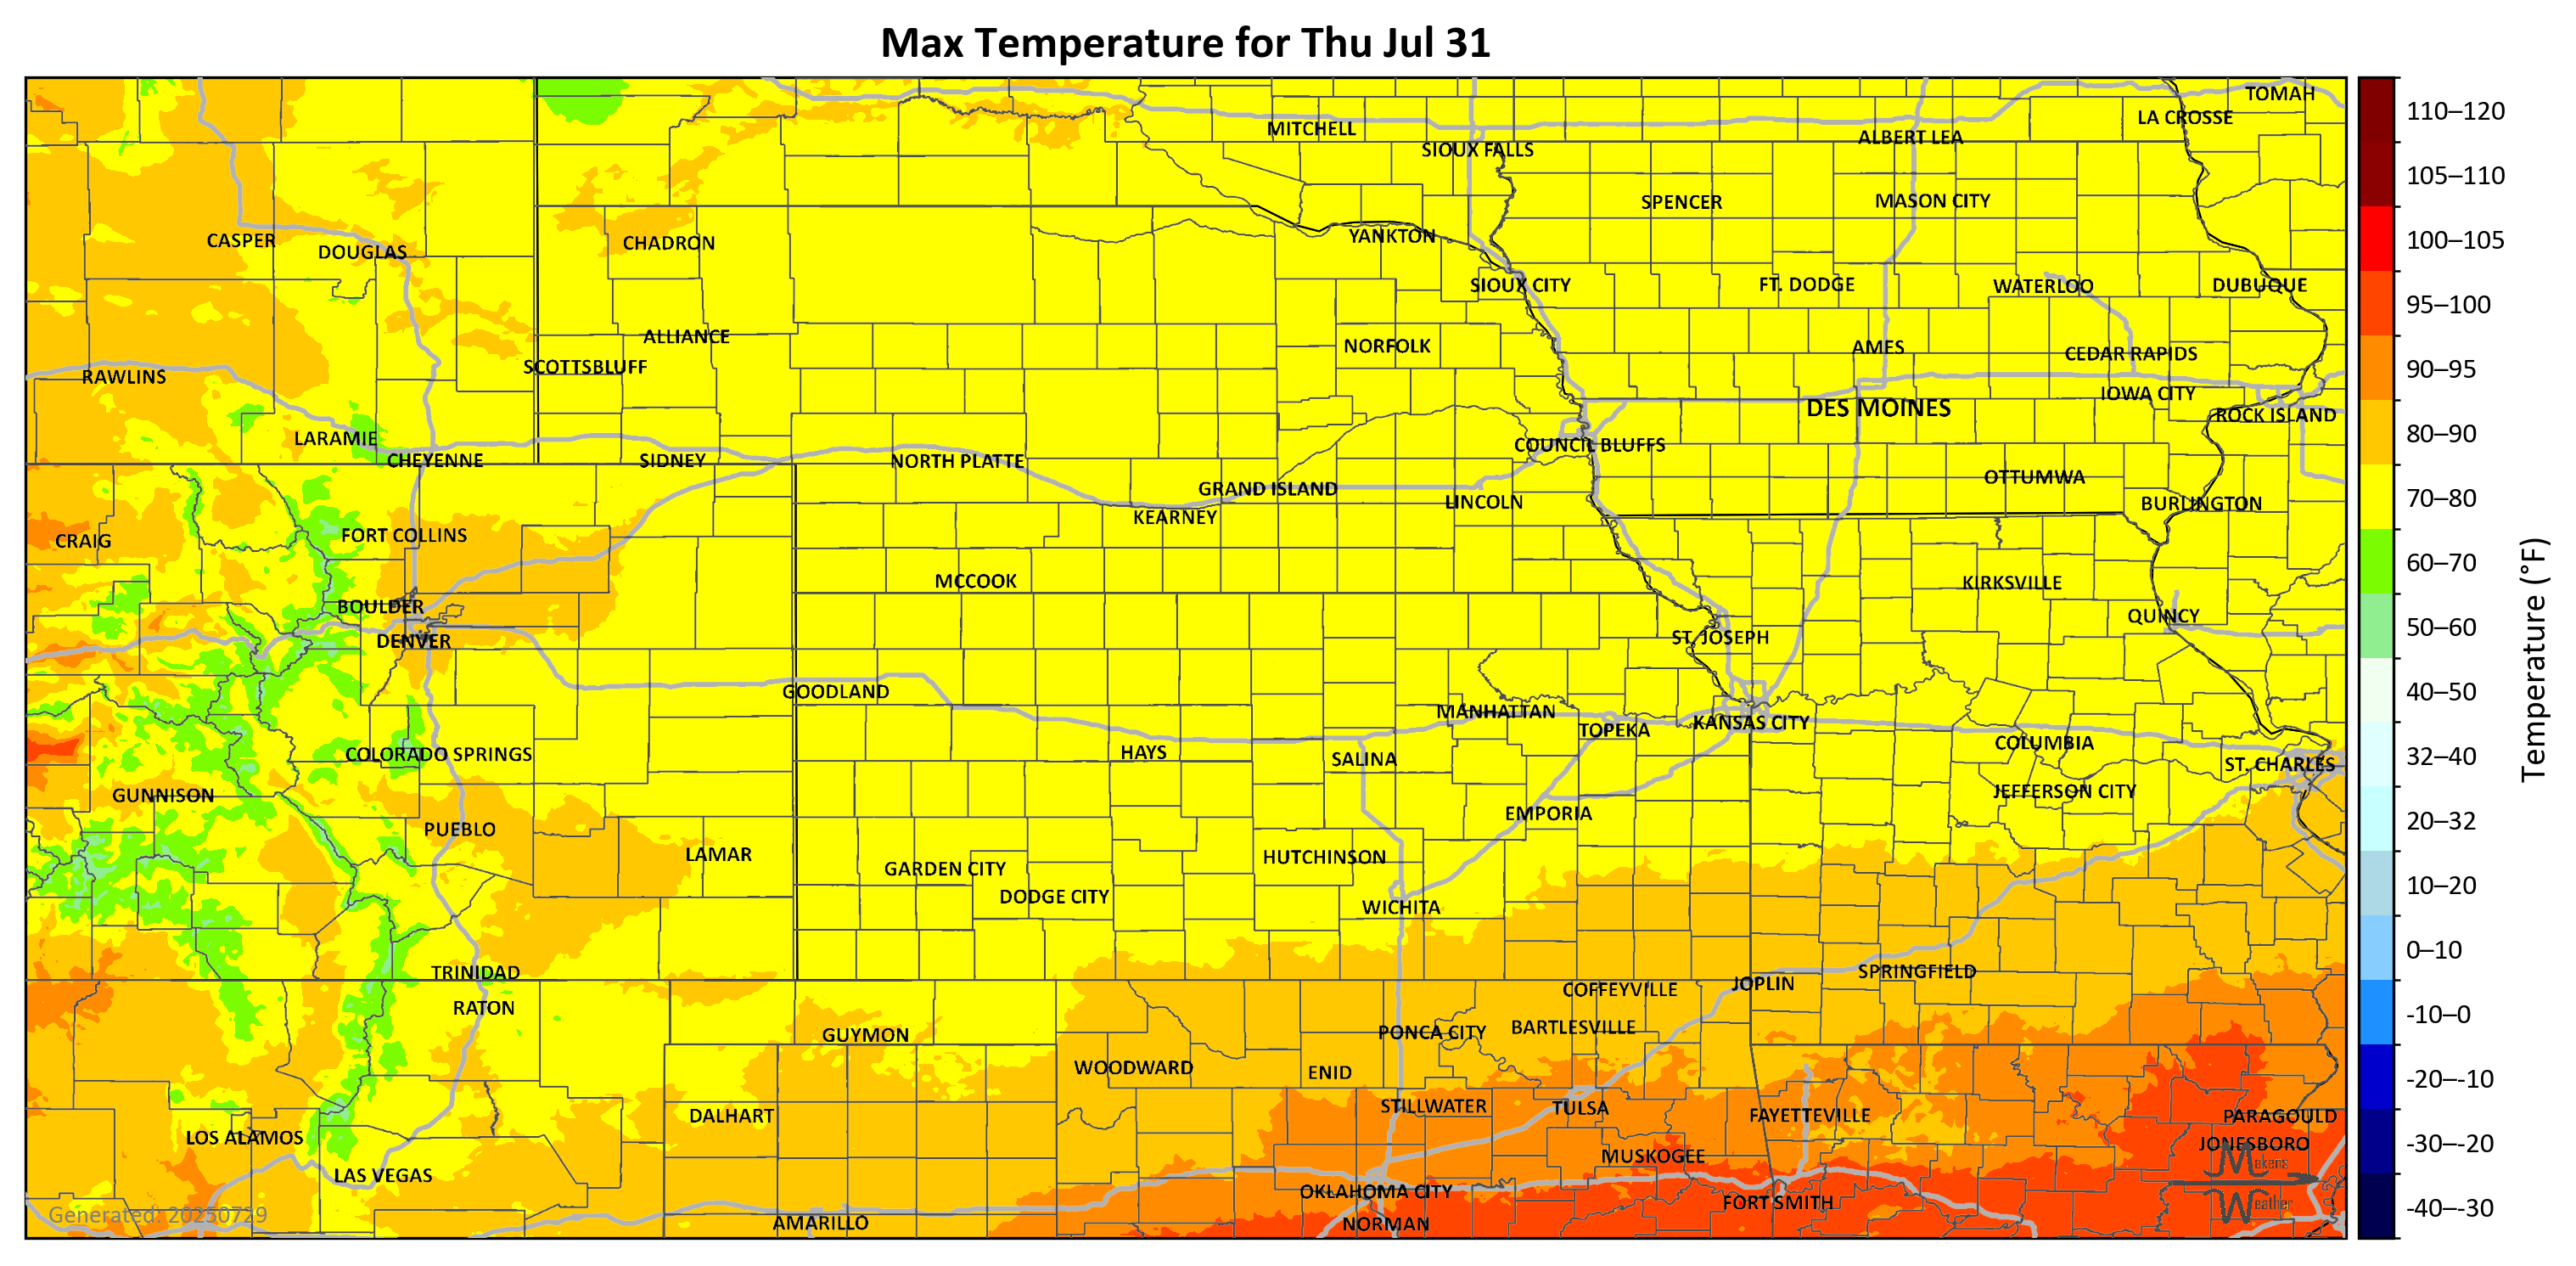 Max Temperature for Thu Jul 31
TOMAH
LA CROSSE
MITCHELL
ALBERT LEA
SIOUX FALLS
SPENCER
MASON CITY
CASPER
DOUGLAS
CHADRON
YANKTON
SIOUX CITY
FT. DODGE
WATERLOO
DUBUQUE
ALLIANCE
NORFOLK
AMES
CEDAR RAPIDS
SCOTTSBLUFF
RAWLINS
IOWA CITY
DES MOINES
ROCK ISLAND
LARAMIE
COUNCIL BLUFFS
CHEYENNE
SIDNEY
NORTH PLATTE
OTTUMWA
GRAND ISLAND
LINCOLN
BURLINGTON
KEARNEY
FORT COLLINS
CRAIG
MCCOOK
KIRKSVILLE
BOULDER
QUINCY
DENVER
ST. JOSEPH
GOODLAND
MANHATTAN
KANSAS CITY
TOPEKA
COLUMBIA
COLORADO SPRINGS
HAYS
SALINA
ST. CHARLES
JEFFERSON CITY
GUNNISON
EMPORIA
PUEBLO
LAMAR
HUTCHINSON
GARDEN CITY
DODGE CITY
WICHITA
TRINIDAD
SPRINGFIELD
JOPLIN
COFFEYVILLE
RATON
BARTLESVILLE
PONCA CITY
GUYMON
WOODWARD
ENID
STILLWATER
TULSA
DALHART
FAYETTEVILLE
PARAGOULD
LOS ALAMOS
JONESBORO
MUSKOGEE
Makens
LAS VEGAS
OKLAHOMA CITY
FORT SMITH
Weather
Generated: 20250729
AMARILLO
NORMAN
110–120
105–110
100–105
95–100
90–95
80–90
70–80
60–70
50–60
40–50
32–40
20–32
10–20
0–10
-10–0
-20–-10
-30–-20
-40–-30
Temperature (°F)